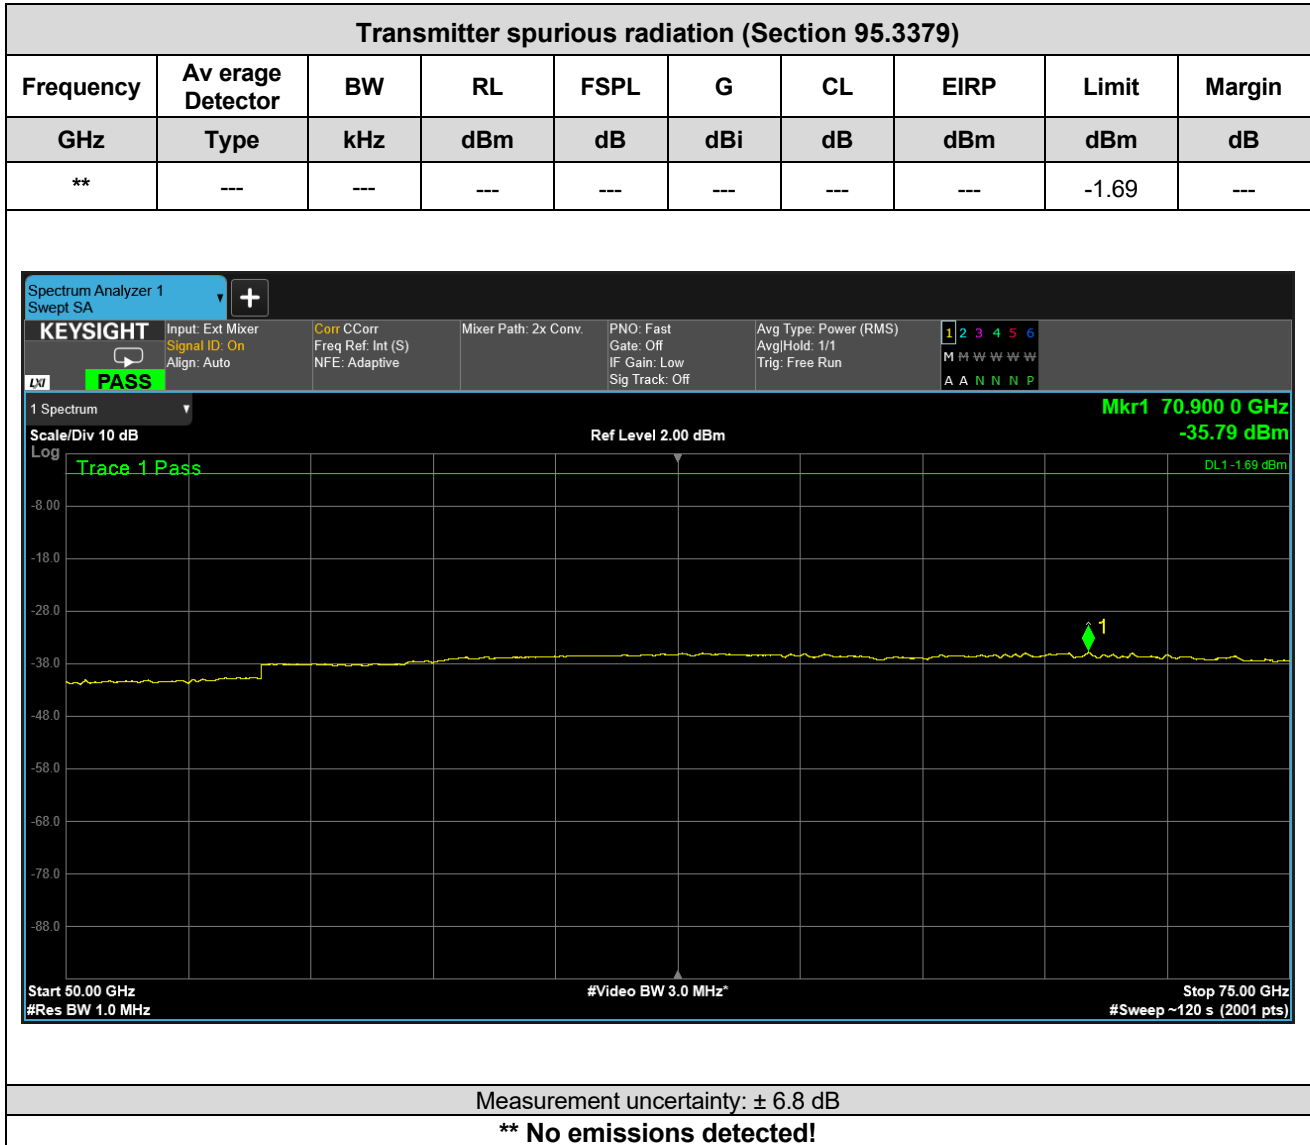 Transmitter spurious radiation (Section 95.3379)
Frequency Av erage Detector BW RL FSPL G CL EIRP Limit Margin
GHz Type kHz dBm dB dBi dB dBm dBm dB
** --- --- --- --- --- --- --- -1.69 ---
Spectrum Analyzer 1
Swept SA
KEYSIGHT Input: Ext Mixer Corr CCorr Mixer Path: 2x Conv. PNO: Fast Avg Type: Power (RMS) 1 2 3 4 5 6
Signal ID: On Freq Ref: Int (S) Gate: Off Avg|Hold: 1/1 M M W W W W
Align: Auto NFE: Adaptive IF Gain: Low Trig: Free Run
LXI PASS Sig Track: Off A A N N N P
1 Spectrum Mkr1 70.900 0 GHz
Scale/Div 10 dB Ref Level 2.00 dBm -35.79 dBm
Log
Trace 1 Pass DL1 -1.69 dBm
-8.00
-18.0
-28.0
1
-38.0
-48.0
-58.0
-68.0
-78.0
-88.0
Start 50.00 GHz #Video BW 3.0 MHz* Stop 75.00 GHz
#Res BW 1.0 MHz #Sweep ~120 s (2001 pts)
Measurement uncertainty: ± 6.8 dB
** No emissions detected!